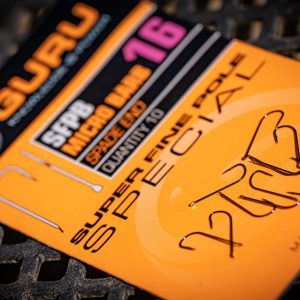 GURU
SFPB
MICRO BARB
SPADE END
QUANTITY 10
16
SUPER FINE POLE
SPECIAL